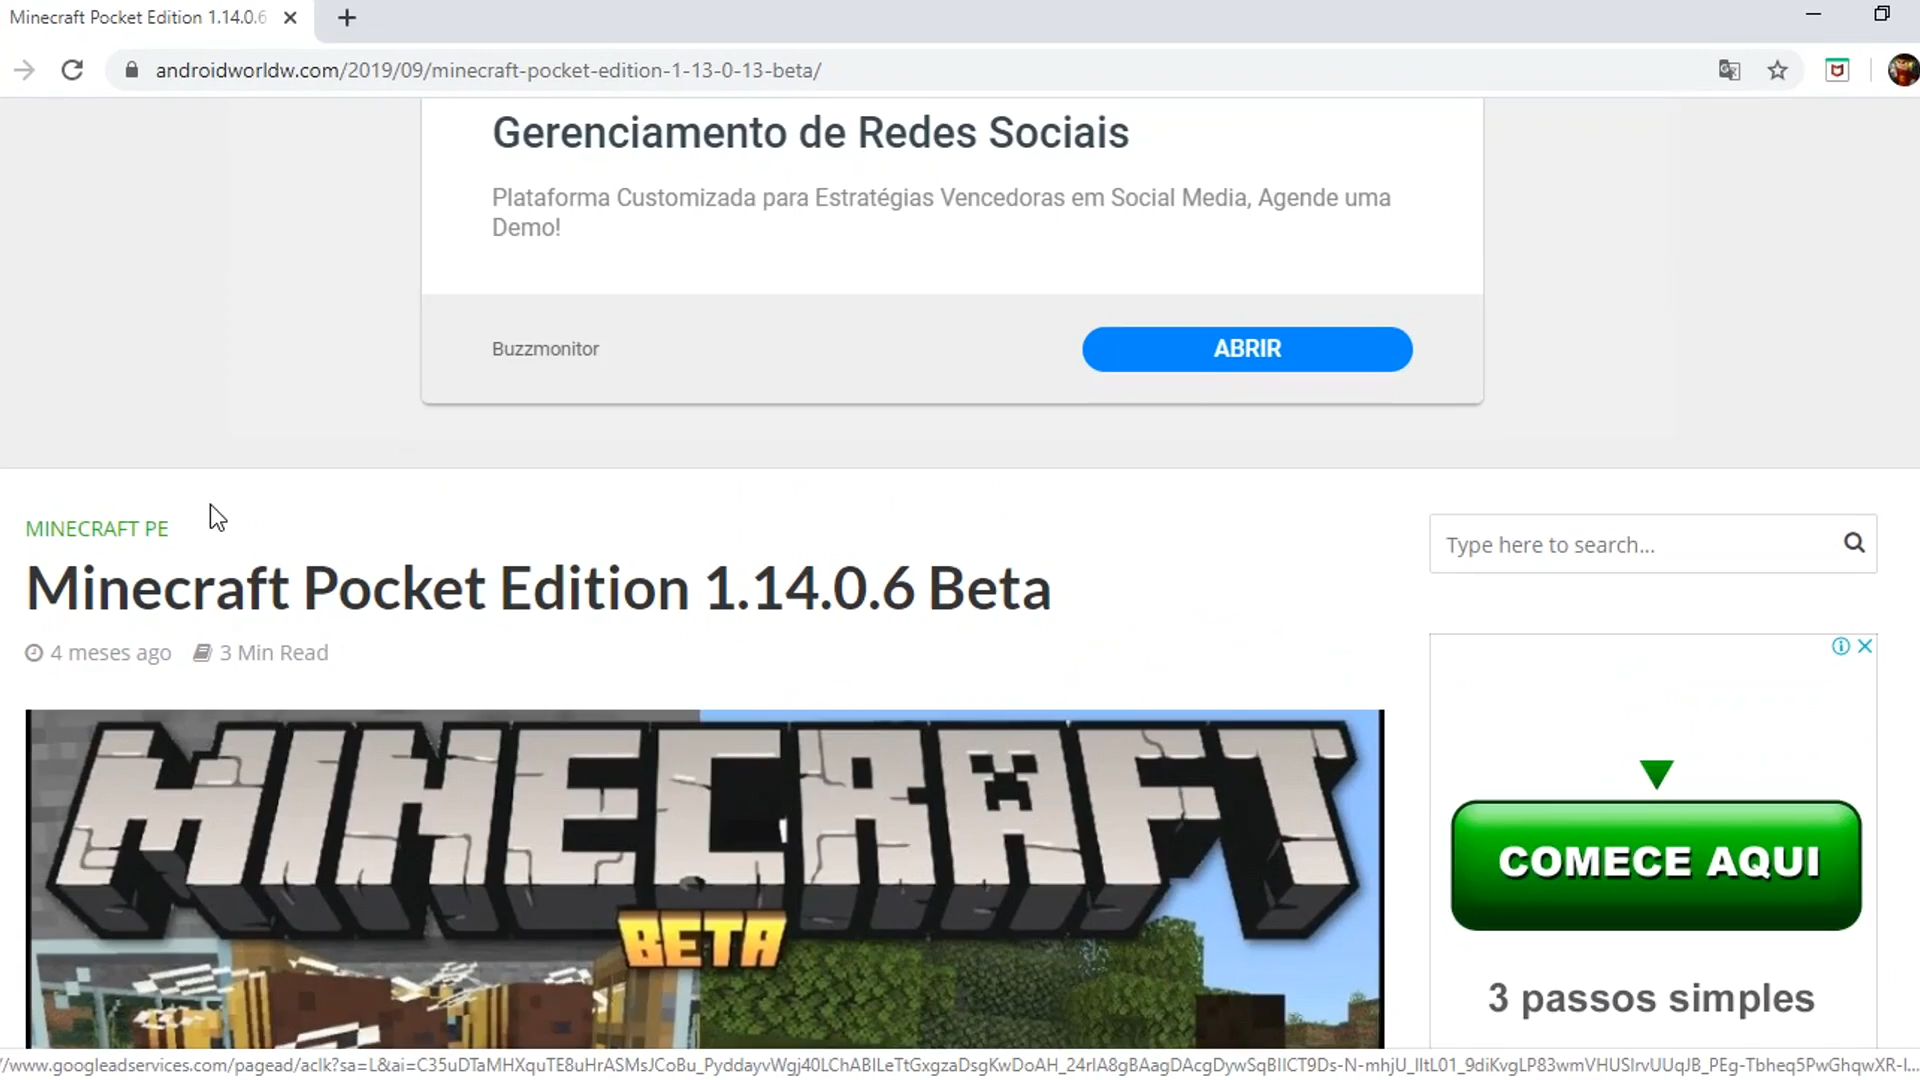 Minecraft Pocket Edition 1.14.0.6
androidworldw.com/2019/09/minecraft-pocket-edition-1-13-0-13-beta/
Gerenciamento de Redes Sociais
Plataforma Customizada para Estratégias Vencedoras em Social Media, Agende uma
Demo!
Buzzmonitor
ABRIR
MINECRAFT PE
Minecraft Pocket Edition 1.14.0.6 Beta
4 meses ago 3 Min Read
Type here to search...
MINECRAFT
BETA
COMECE AQUI
3 passos simples